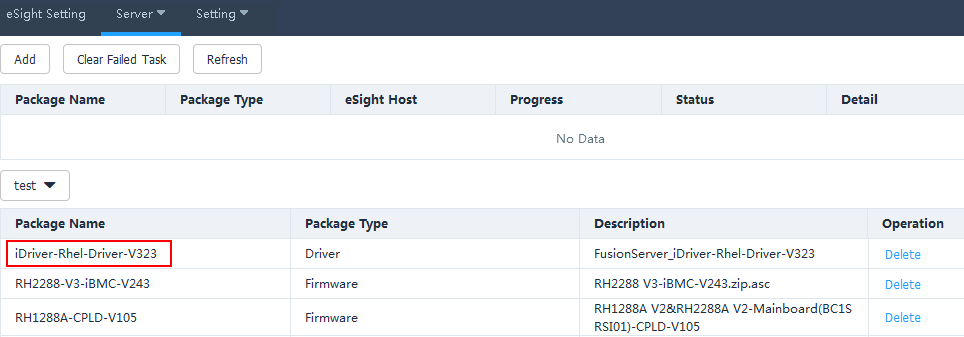 eSight Setting Server Setting
Add Clear Failed Task Refresh
Package Name Package Type eSight Host Progress Status Detail
No Data
test
Package Name Package Type Description Operation
iDriver-Rhel-Driver-V323 Driver FusionServer_iDriver-Rhel-Driver-V323 Delete
RH2288-V3-iBMC-V243 Firmware RH2288 V3-iBMC-V243.zip.asc Delete
RH1288A-CPLD-V105 Firmware RH1288A V2&RH2288A V2-Mainboard(BC1S Delete
RSI01)-CPLD-V105